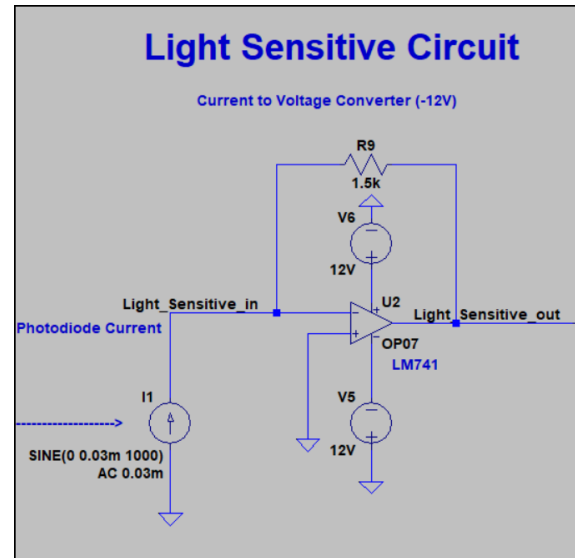 Light Sensitive Circuit
Current to Voltage Converter (-12V)
R9
1.5k
V6
12V
Light_Sensitive_in
U2
Light_Sensitive_out
Photodiode Current
OP07
LM741
I1
V5
12V
SINE(0 0.03m 1000)
AC 0.03m